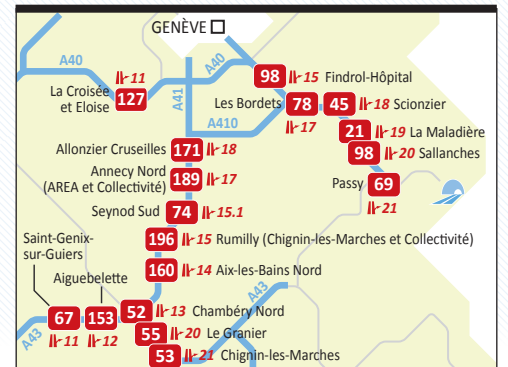 GENÈVE
A40
A40
11
98 15 Findrol-Hôpital
La Croisée
et Eloise
127
A41
Les Bordets 78 45 18 Scionzier
17
A410
21 19 La Maladière
Allonzier Cruseilles 171 18
98 20 Sallanches
Annecy Nord
(AREA et Collectivité)
189 17
Passy 69
21
Seynod Sud 74 15.1
196 15 Rumilly (Chignin-les-Marches et Collectivité)
Saint-Genix-
sur-Guiers
Aiguebelette
160 14 Aix-les-Bains Nord
A43
67 153 52 13 Chambéry Nord
A43
11 12
55 20 Le Granier
53 21 Chignin-les-Marches